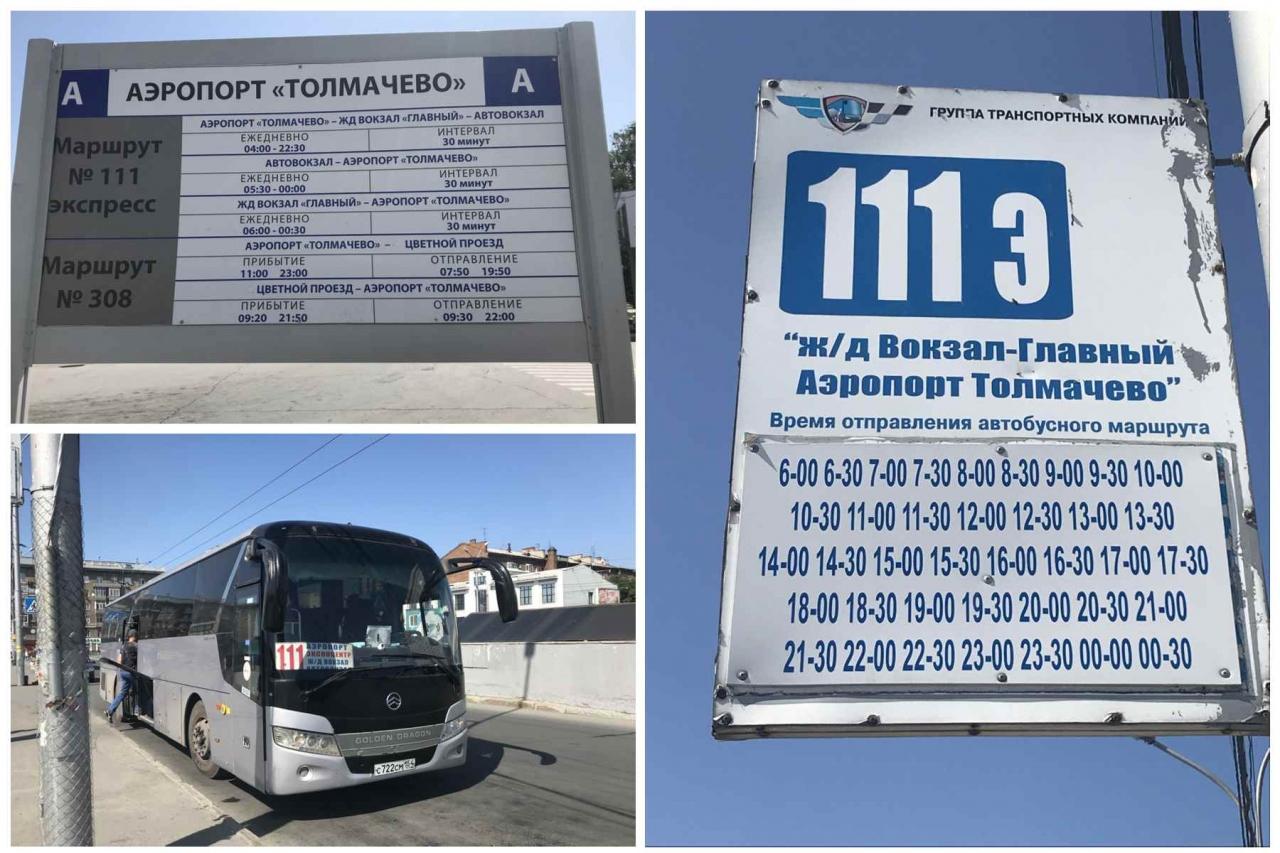 А АЭРОПОРТ «ТОЛМАЧЕВО» А
Маршрут
№ 111
экспресс
АЭРОПОРТ «ТОЛМАЧЕВО» – ЖД ВОКЗАЛ «ГЛАВНЫЙ» – АВТОВОКЗАЛ
ЕЖЕДНЕВНО ИНТЕРВАЛ
04:00 - 22:30 30 минут
АВТОВОКЗАЛ – АЭРОПОРТ «ТОЛМАЧЕВО»
ЕЖЕДНЕВНО ИНТЕРВАЛ
05:30 - 00:00 30 минут
ЖД ВОКЗАЛ «ГЛАВНЫЙ» – АЭРОПОРТ «ТОЛМАЧЕВО»
ЕЖЕДНЕВНО ИНТЕРВАЛ
06:00 - 00:30 30 минут
Маршрут
№ 308
АЭРОПОРТ «ТОЛМАЧЕВО» – ЦВЕТНОЙ ПРОЕЗД
ПРИБЫТИЕ ОТПРАВЛЕНИЕ
11:00 23:00 07:50 19:50
ЦВЕТНОЙ ПРОЕЗД – АЭРОПОРТ «ТОЛМАЧЕВО»
ПРИБЫТИЕ ОТПРАВЛЕНИЕ
09:20 21:50 09:30 22:00
ГРУППА ТРАНСПОРТНЫХ КОМПАНИЙ
111 Э
"ж/д Вокзал-Главный
Аэропорт Толмачево"
Время отправления автобусного маршрута
6-00 6-30 7-00 7-30 8-00 8-30 9-00 9-30 10-00
10-30 11-00 11-30 12-00 12-30 13-00 13-30
14-00 14-30 15-00 15-30 16-00 16-30 17-00 17-30
18-00 18-30 19-00 19-30 20-00 20-30 21-00
21-30 22-00 22-30 23-00 23-30 00-00 00-30
111
АЭРОПОРТ
ЭКСПОЦЕНТР
Ж/Д ВОКЗАЛ
АВТОВОКЗАЛ
GOLDEN DRAGON
С722СМ